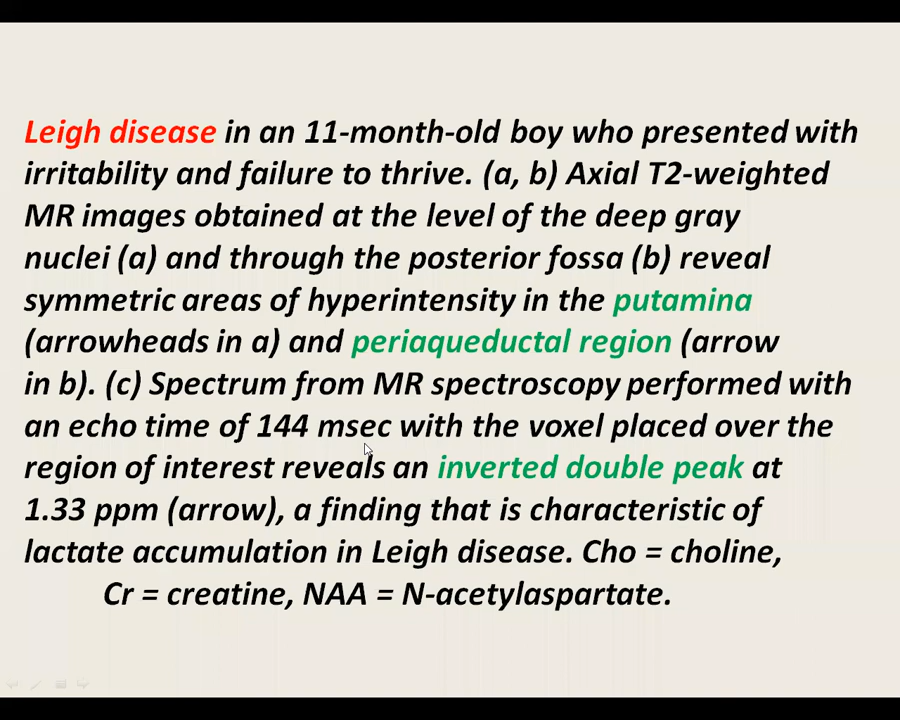 Leigh disease in an 11-month-old boy who presented with
irritability and failure to thrive. (a, b) Axial T2-weighted
MR images obtained at the level of the deep gray
nuclei (a) and through the posterior fossa (b) reveal
symmetric areas of hyperintensity in the putamina
(arrowheads in a) and periaqueductal region (arrow
in b). (c) Spectrum from MR spectroscopy performed with
an echo time of 144 msec with the voxel placed over the
region of interest reveals an inverted double peak at
1.33 ppm (arrow), a finding that is characteristic of
lactate accumulation in Leigh disease. Cho = choline,
Cr = creatine, NAA = N-acetylaspartate.